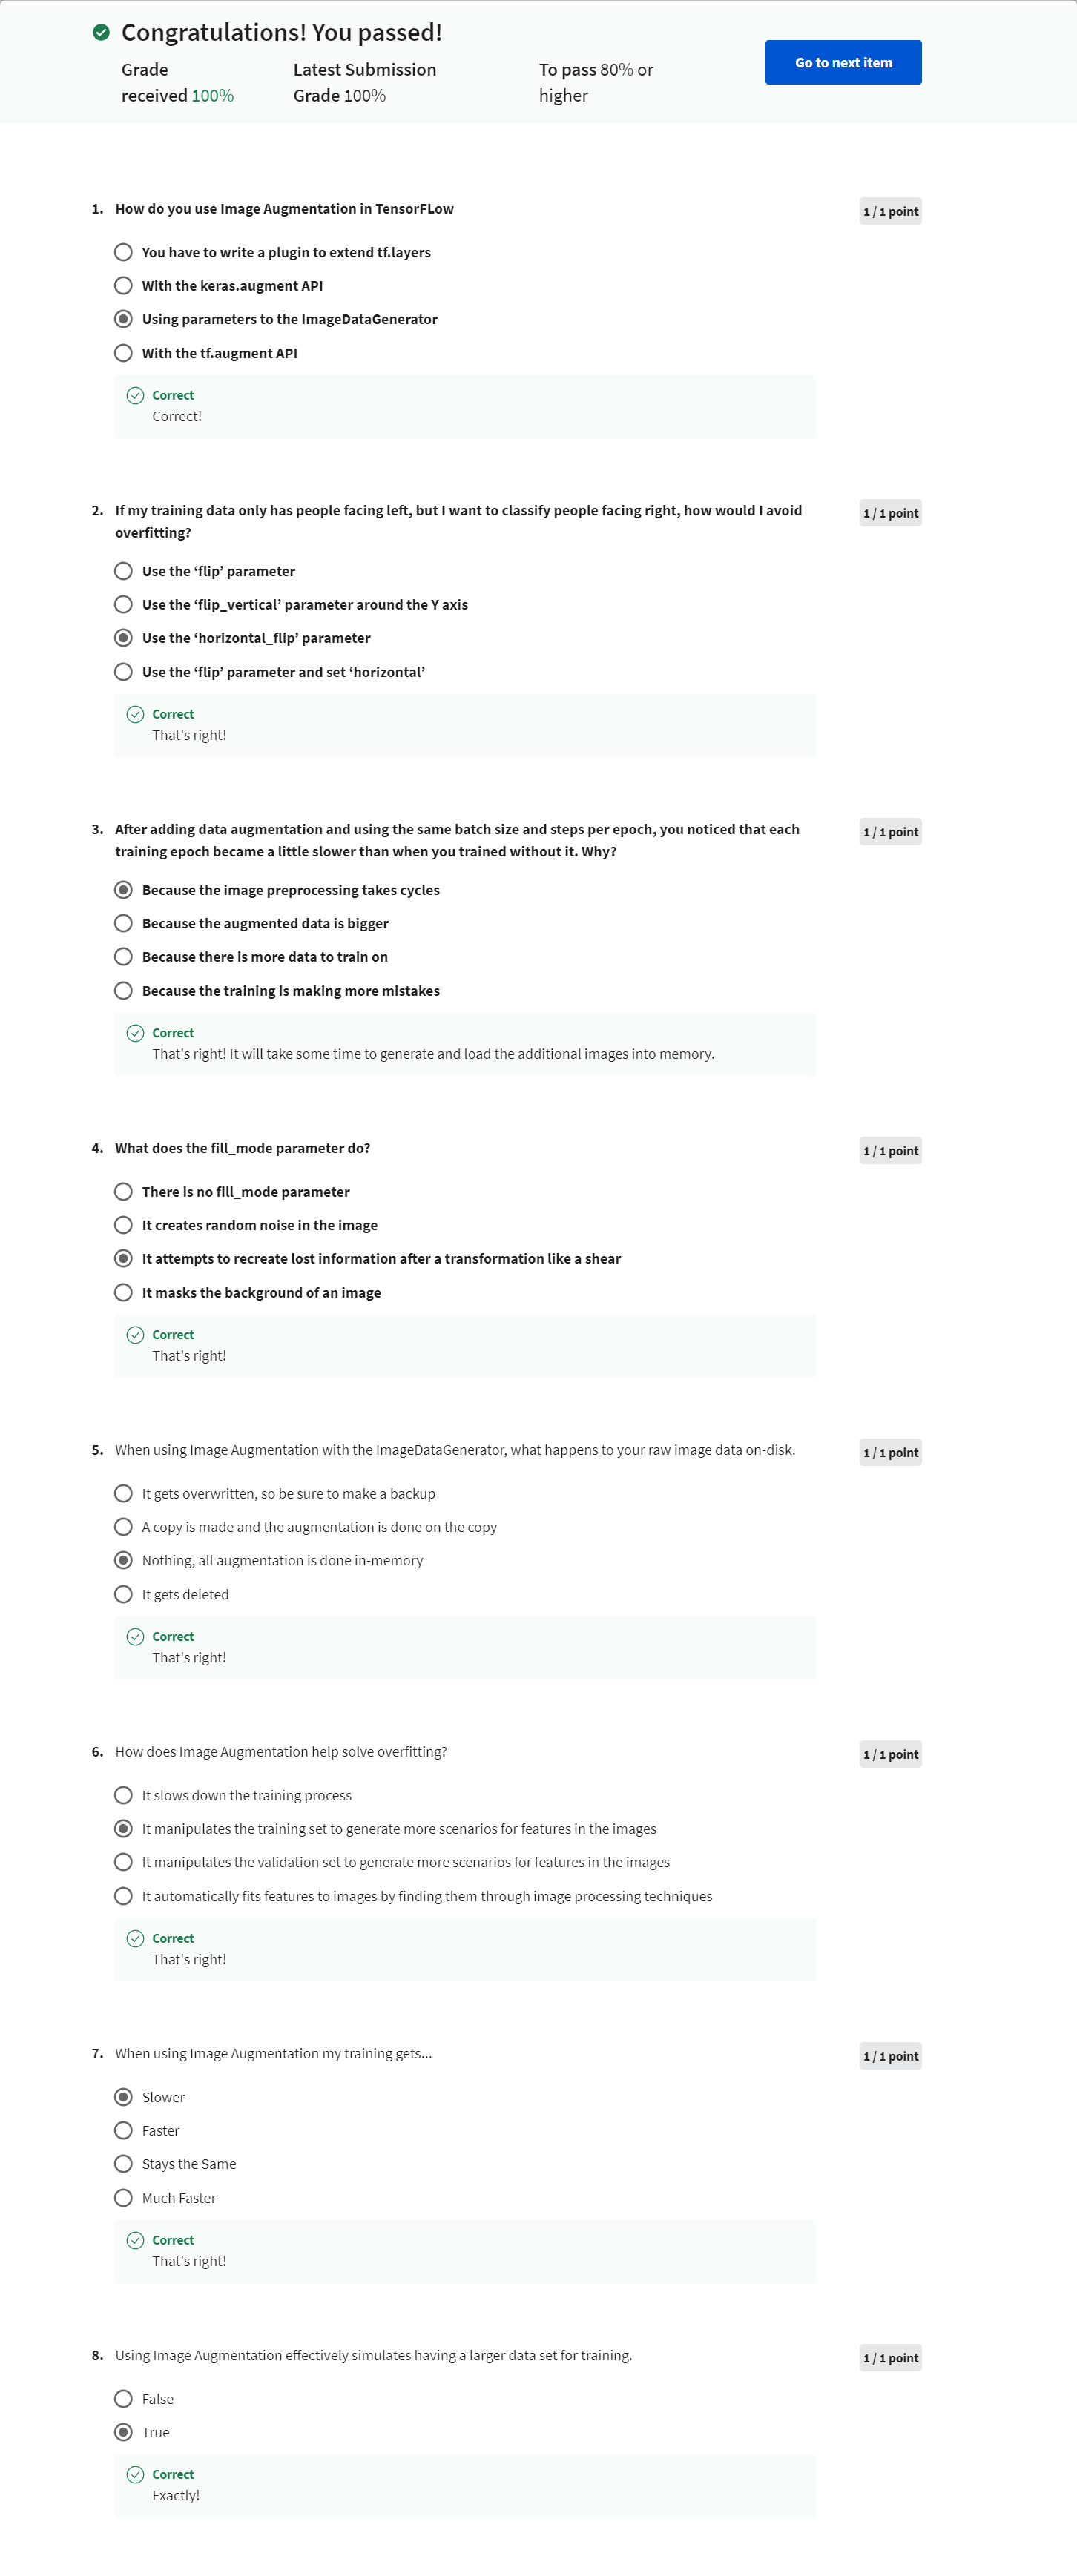 Congratulations! You passed!
Grade
received 100%
Latest Submission
Grade 100%
To pass 80% or
higher
Go to next item
1. How do you use Image Augmentation in TensorFLow
1 / 1 point
You have to write a plugin to extend tf.layers
With the keras.augment API
Using parameters to the ImageDataGenerator
With the tf.augment API
Correct
Correct!
2. If my training data only has people facing left, but I want to classify people facing right, how would I avoid
overfitting?
1 / 1 point
Use the ‘flip’ parameter
Use the ‘flip_vertical’ parameter around the Y axis
Use the ‘horizontal_flip’ parameter
Use the ‘flip’ parameter and set ‘horizontal’
Correct
That's right!
3. After adding data augmentation and using the same batch size and steps per epoch, you noticed that each
training epoch became a little slower than when you trained without it. Why?
1 / 1 point
Because the image preprocessing takes cycles
Because the augmented data is bigger
Because there is more data to train on
Because the training is making more mistakes
Correct
That's right! It will take some time to generate and load the additional images into memory.
4. What does the fill_mode parameter do?
1 / 1 point
There is no fill_mode parameter
It creates random noise in the image
It attempts to recreate lost information after a transformation like a shear
It masks the background of an image
Correct
That's right!
5. When using Image Augmentation with the ImageDataGenerator, what happens to your raw image data on-disk.
1 / 1 point
It gets overwritten, so be sure to make a backup
A copy is made and the augmentation is done on the copy
Nothing, all augmentation is done in-memory
It gets deleted
Correct
That's right!
6. How does Image Augmentation help solve overfitting?
1 / 1 point
It slows down the training process
It manipulates the training set to generate more scenarios for features in the images
It manipulates the validation set to generate more scenarios for features in the images
It automatically fits features to images by finding them through image processing techniques
Correct
That's right!
7. When using Image Augmentation my training gets...
1 / 1 point
Slower
Faster
Stays the Same
Much Faster
Correct
That's right!
8. Using Image Augmentation effectively simulates having a larger data set for training.
1 / 1 point
False
True
Correct
Exactly!